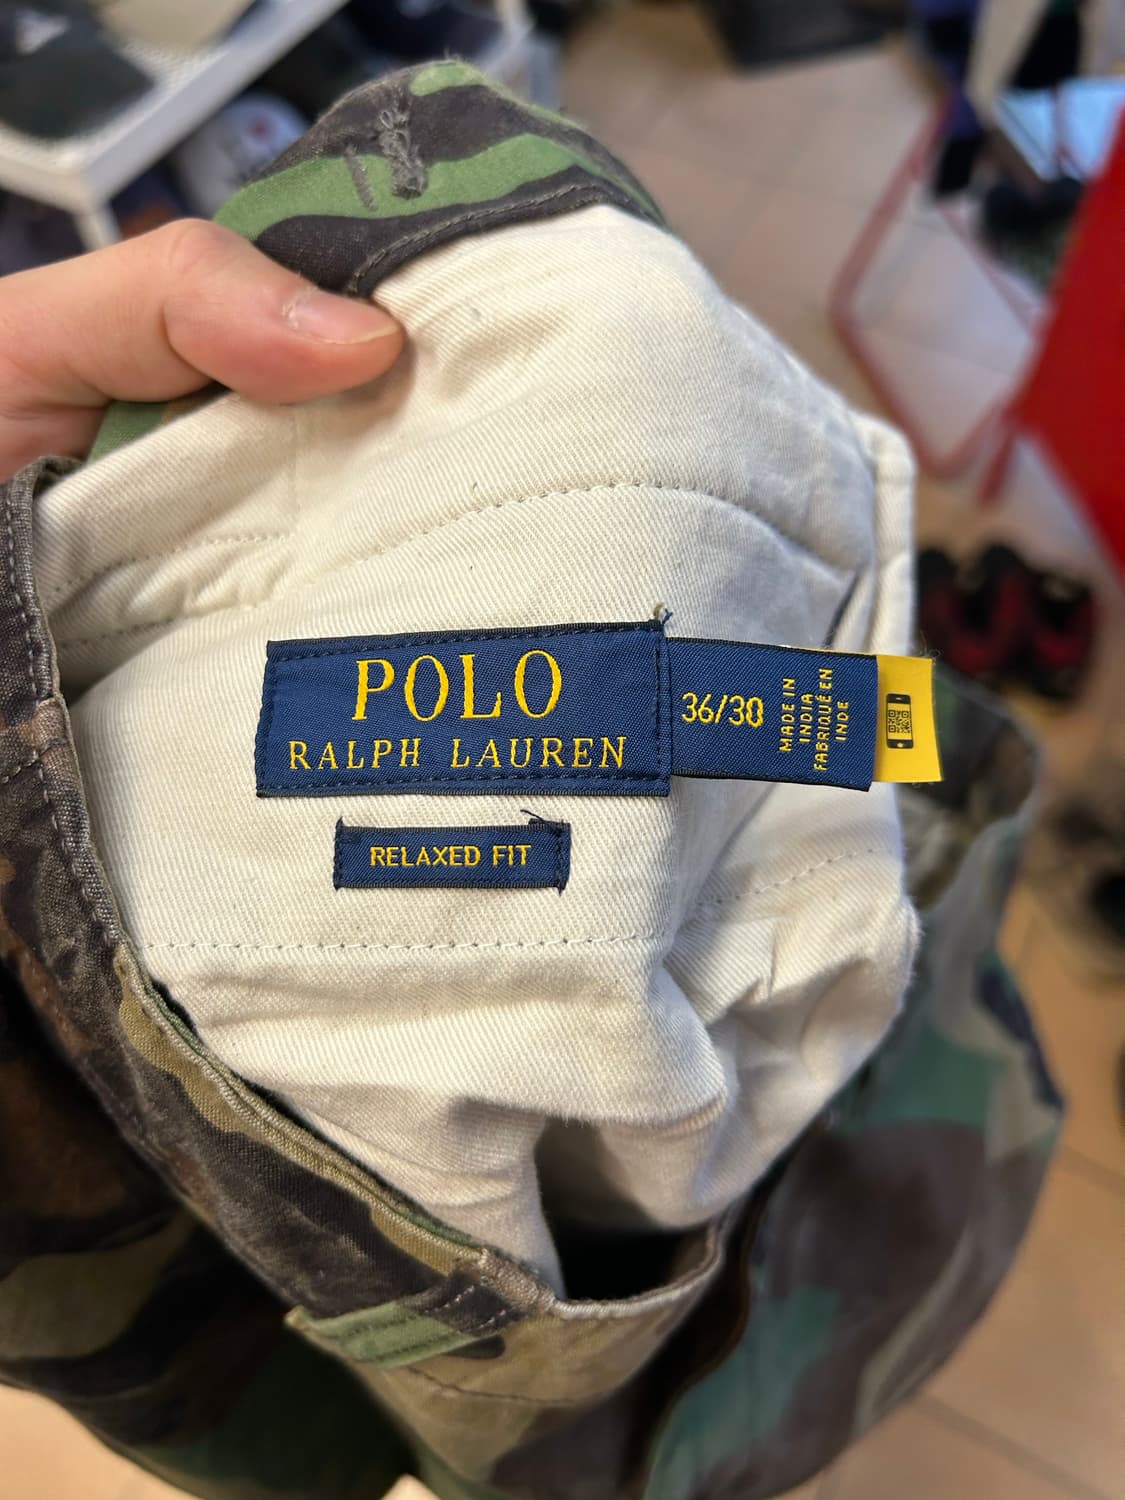 POLO
RALPH LAUREN
36/30
MADE IN
INDIA
FABRIQUÉ EN
INDE
RELAXED FIT